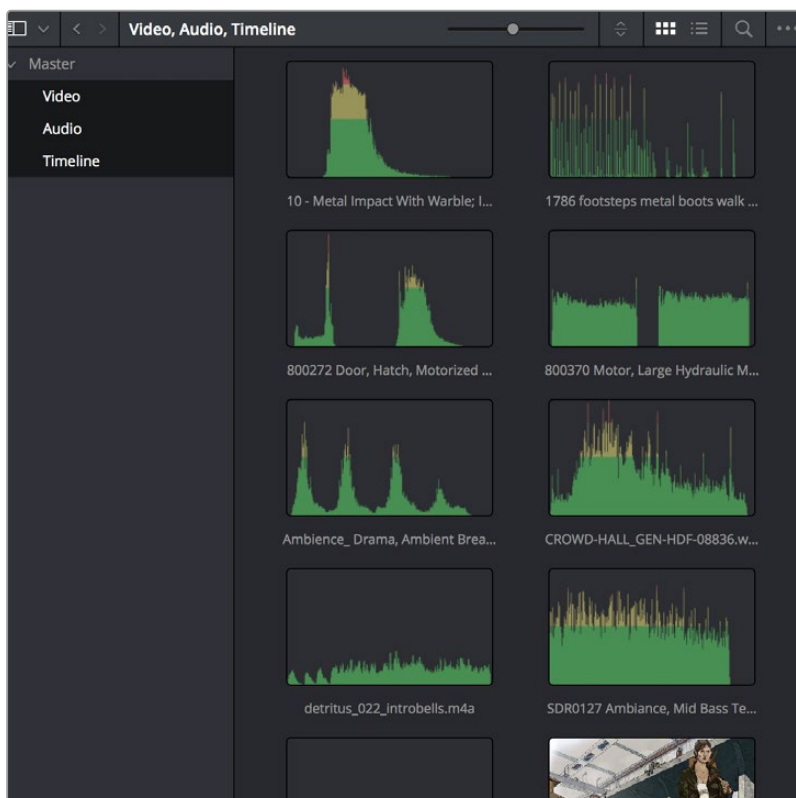 Video, Audio, Timeline
Master
Video
Audio
Timeline
10 - Metal Impact With Warble; I...
1786 footsteps metal boots walk ...
800272 Door, Hatch, Motorized ...
800370 Motor, Large Hydraulic M...
Ambience_ Drama, Ambient Brea...
CROWD-HALL_GEN-HDF-08836.w...
detritus_022_introbells.m4a
SDR0127 Ambiance, Mid Bass Te...